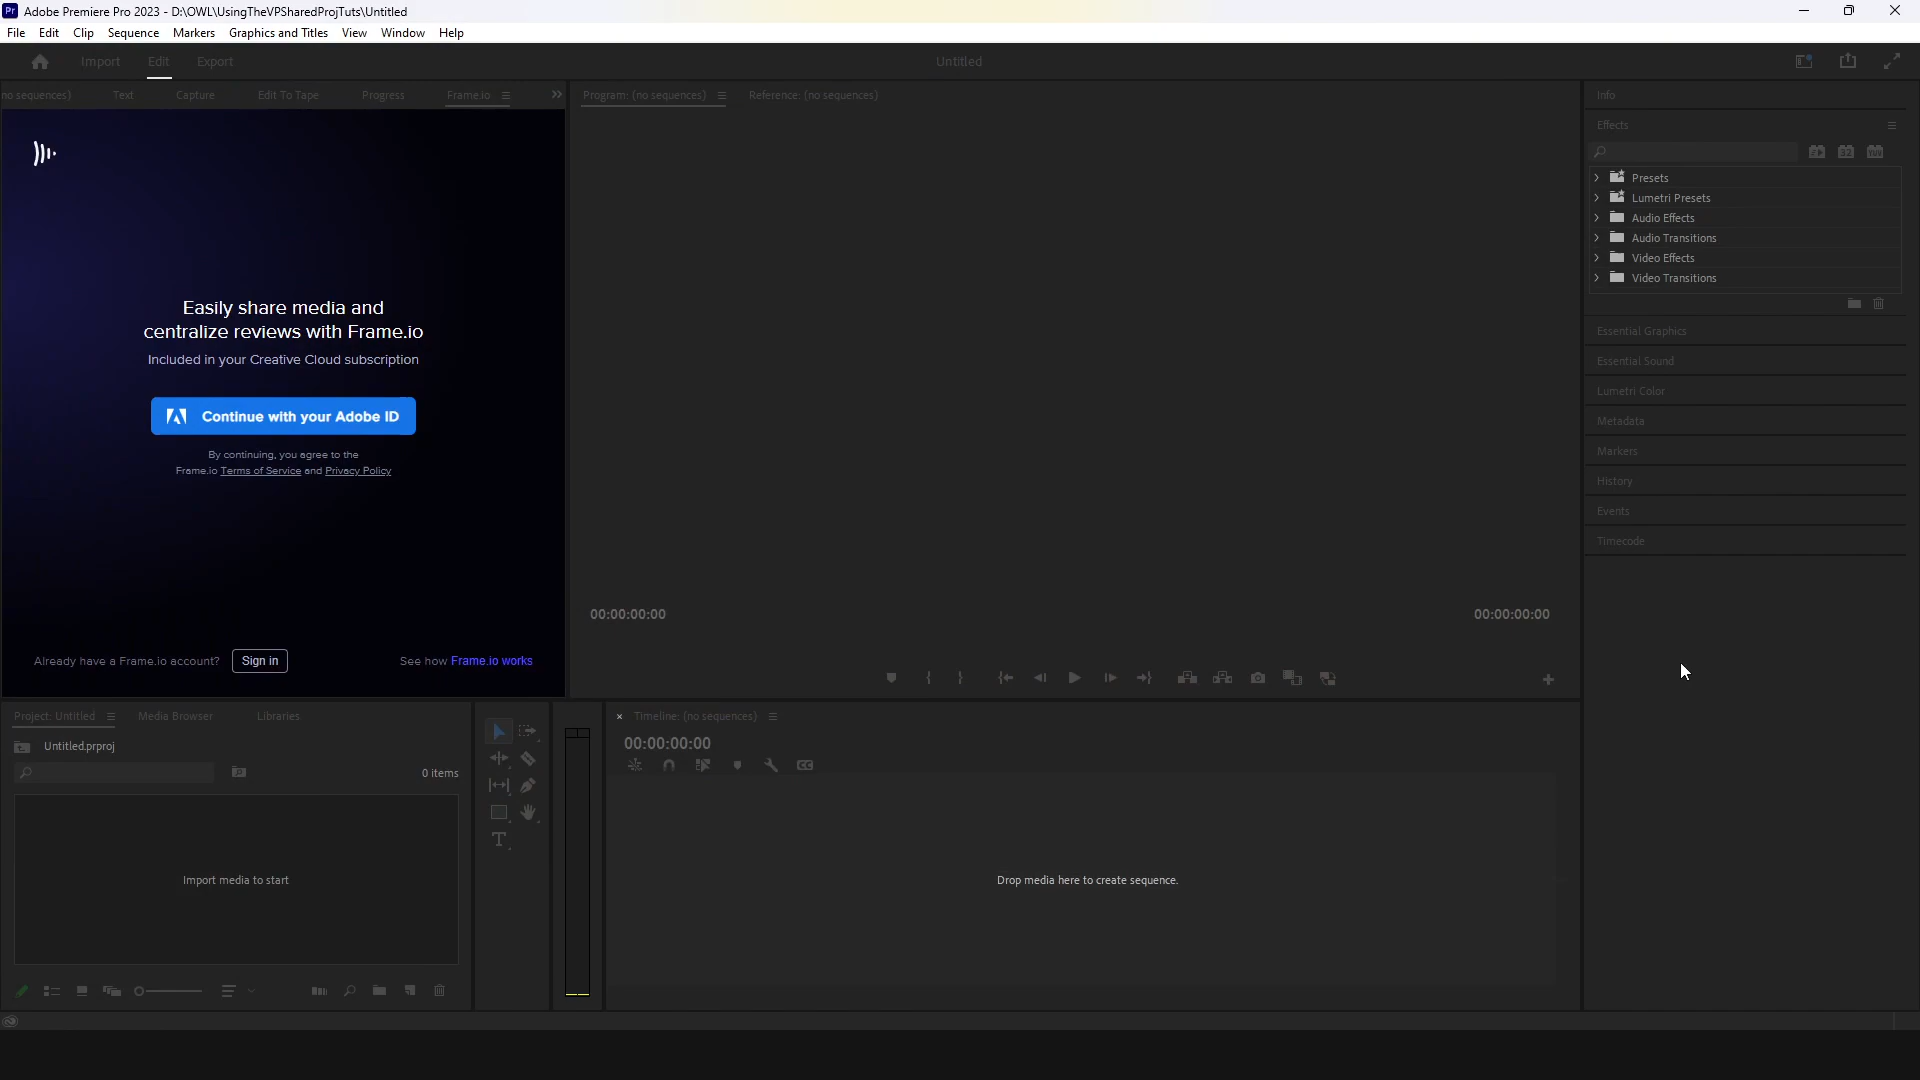 Pr Adobe Premiere Pro 2023 - D:\OWL\UsingTheVPSharedProjTuts\Untitled
File Edit Clip Sequence Markers Graphics and Titles View Window Help
Import Edit Export Untitled
no sequences) Text Capture Edit To Tape Progress Frame.io
Program: (no sequences) Reference: (no sequences)
Info
Effects
Presets
Lumetri Presets
Audio Effects
Audio Transitions
Video Effects
Video Transitions
Essential Graphics
Essential Sound
Lumetri Color
Metadata
Markers
History
Events
Timecode
Easily share media and
centralize reviews with Frame.io
Included in your Creative Cloud subscription
Continue with your Adobe ID
By continuing, you agree to the
Frame.io Terms of Service and Privacy Policy
Already have a Frame.io account? Sign in See how Frame.io works
00:00:00:00 00:00:00:00
Project: Untitled Media Browser Libraries
Untitled.prproj
0 items
Import media to start
Timeline: (no sequences)
00:00:00:00
CC
Drop media here to create sequence.